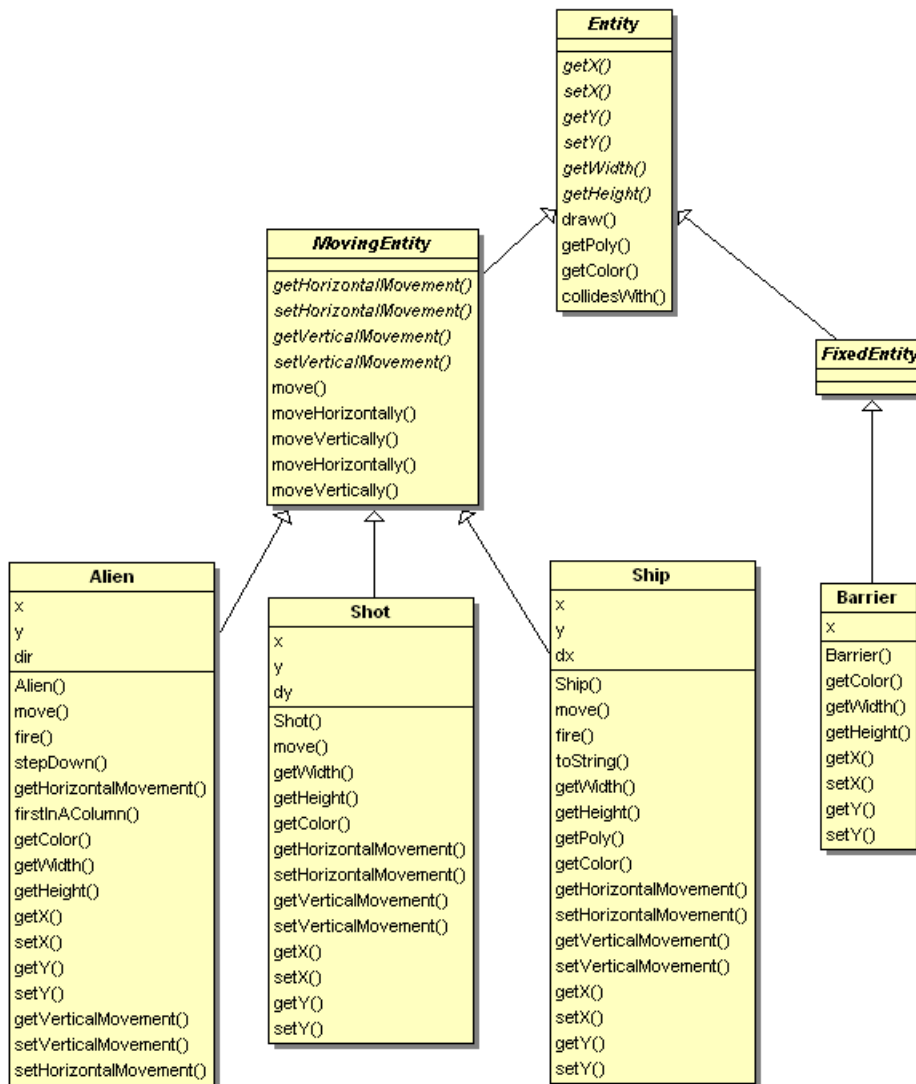 Entity
getX()
setX()
getY()
setY()
getWidth()
getHeight()
draw()
getPoly()
getColor()
collidesWith()
MovingEntity
getHorizontalMovement()
setHorizontalMovement()
getVerticalMovement()
setVerticalMovement()
move()
moveHorizontally()
moveVertically()
moveHorizontally()
moveVertically()
FixedEntity
Alien
x
y
dir
Alien()
move()
fire()
stepDown()
getHorizontalMovement()
firstInAColumn()
getColor()
getWidth()
getHeight()
getX()
setX()
getY()
setY()
getVerticalMovement()
setVerticalMovement()
setHorizontalMovement()
Shot
x
y
dy
Shot()
move()
getWidth()
getHeight()
getColor()
getHorizontalMovement()
setHorizontalMovement()
getVerticalMovement()
setVerticalMovement()
getX()
setX()
getY()
setY()
Ship
x
y
dx
Ship()
move()
fire()
toString()
getWidth()
getHeight()
getPoly()
getColor()
getHorizontalMovement()
setHorizontalMovement()
getVerticalMovement()
setVerticalMovement()
getX()
setX()
getY()
setY()
Barrier
x
Barrier()
getColor()
getWidth()
getHeight()
getX()
setX()
getY()
setY()